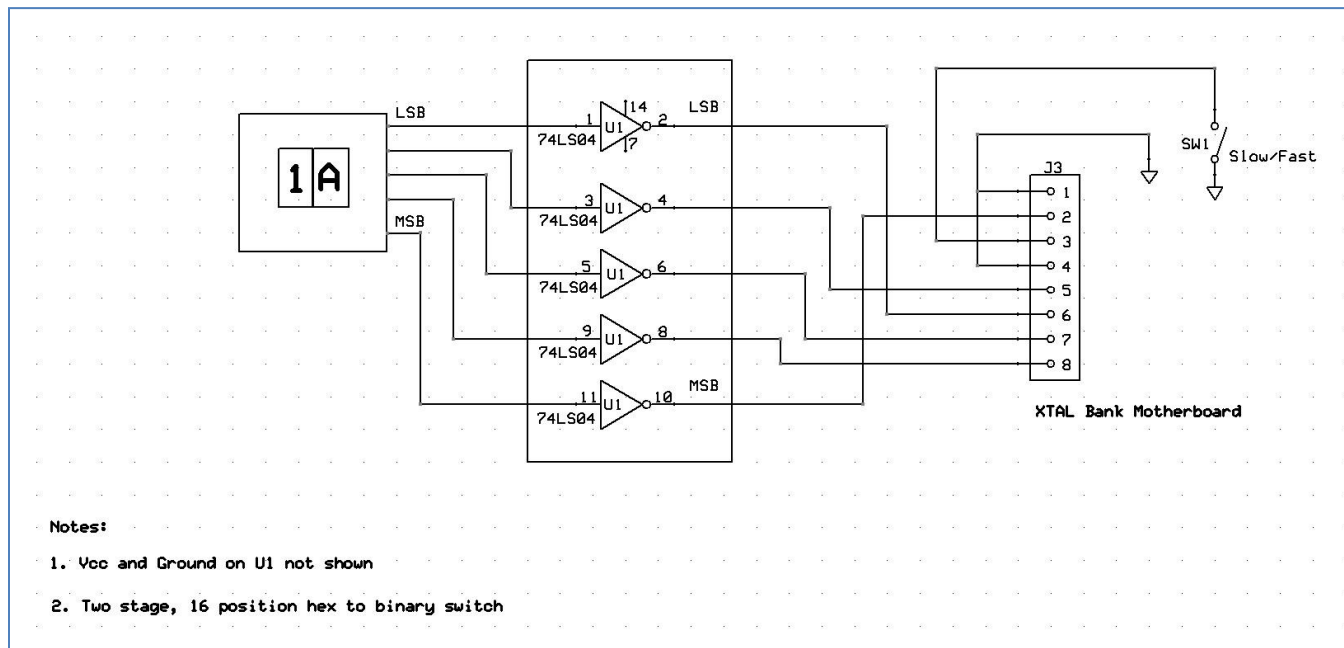 LSB
1 A
MSB
1 U1 14 2 LSB
74LS04 7
3 U1 4
74LS04
5 U1 6
74LS04
9 U1 8
74LS04
MSB
11 U1 10
74LS04
SW1 Slow/Fast
J3
1
2
3
4
5
6
7
8
XTAL Bank Motherboard
Notes:
1. Vcc and Ground on U1 not shown
2. Two stage, 16 position hex to binary switch